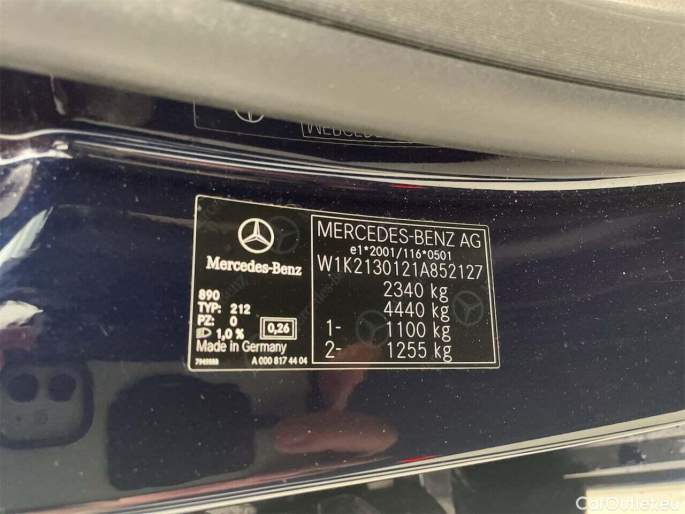 MERCEDES-BENZ AG
e1*2001/116*0501
W1K2130121A852127
2340 kg
4440 kg
1- 1100 kg
2- 1255 kg
Mercedes-Benz
890
TYP: 212
PZ: 0
1,0 %
0,26
Made in Germany
A 000 817 44 04
CarOutlet.eu